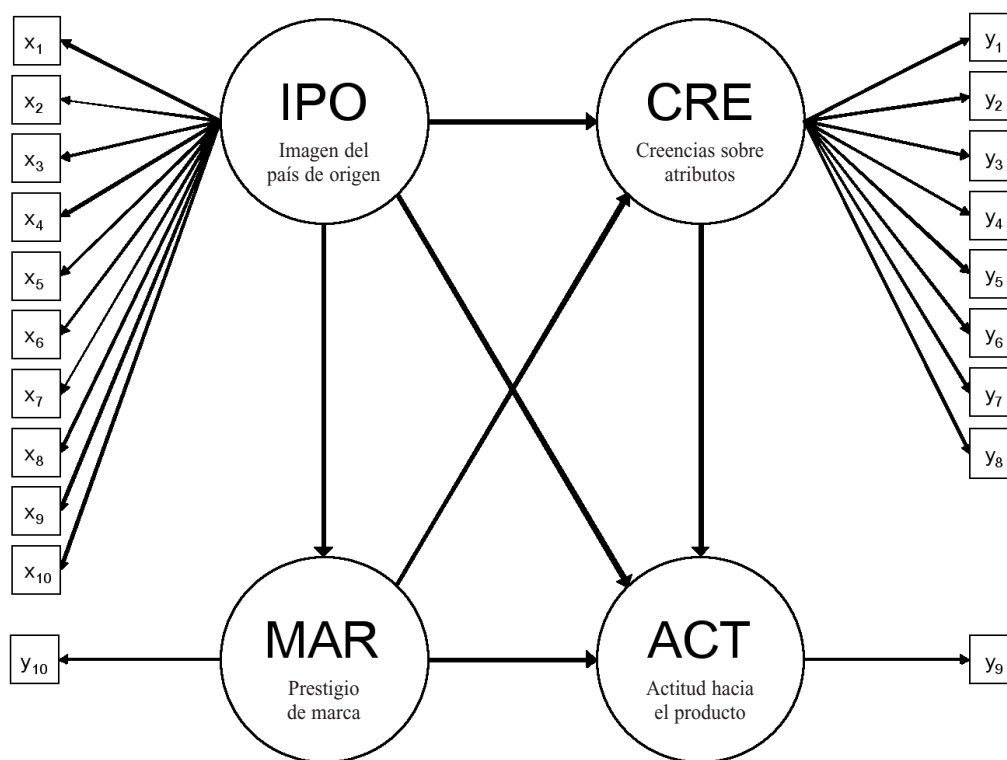 x1
x2
x3
x4
x5
x6
x7
x8
x9
x10
y10
IPO
Imagen del
país de origen
CRE
Creencias sobre
atributos
MAR
Prestigio
de marca
ACT
Actitud hacia
el producto
y1
y2
y3
y4
y5
y6
y7
y8
y9